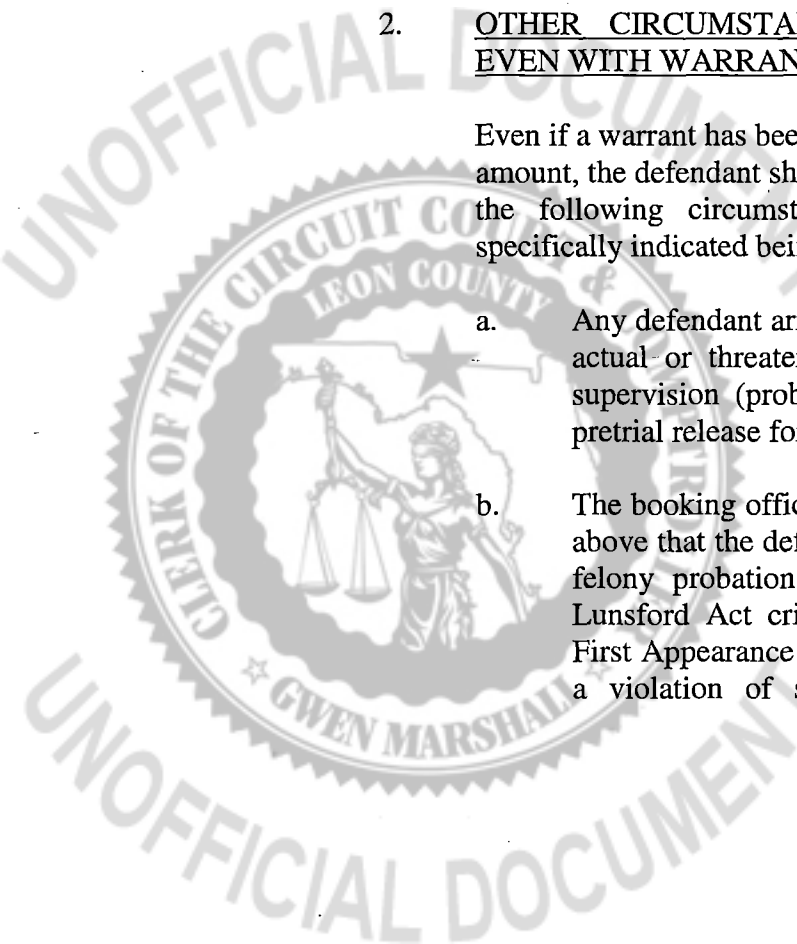 2. OTHER CIRCUMSTA
EVEN WITH WARRAN
Even if a warrant has bee
amount, the defendant sh
the following circumst
specifically indicated bei
a. Any defendant ar
actual or threate
supervision (prob
pretrial release fo
b. The booking offic
above that the def
felony probation
Lunsford Act cri
First Appearance
a violation of s
UNOFFICIAL DOCUMEN
CLERK OF THE CIRCUIT COURT & COMPTROLLER
LEON COUNTY
GWEN MARSHALL
UNOFFICIAL DOCUMEN